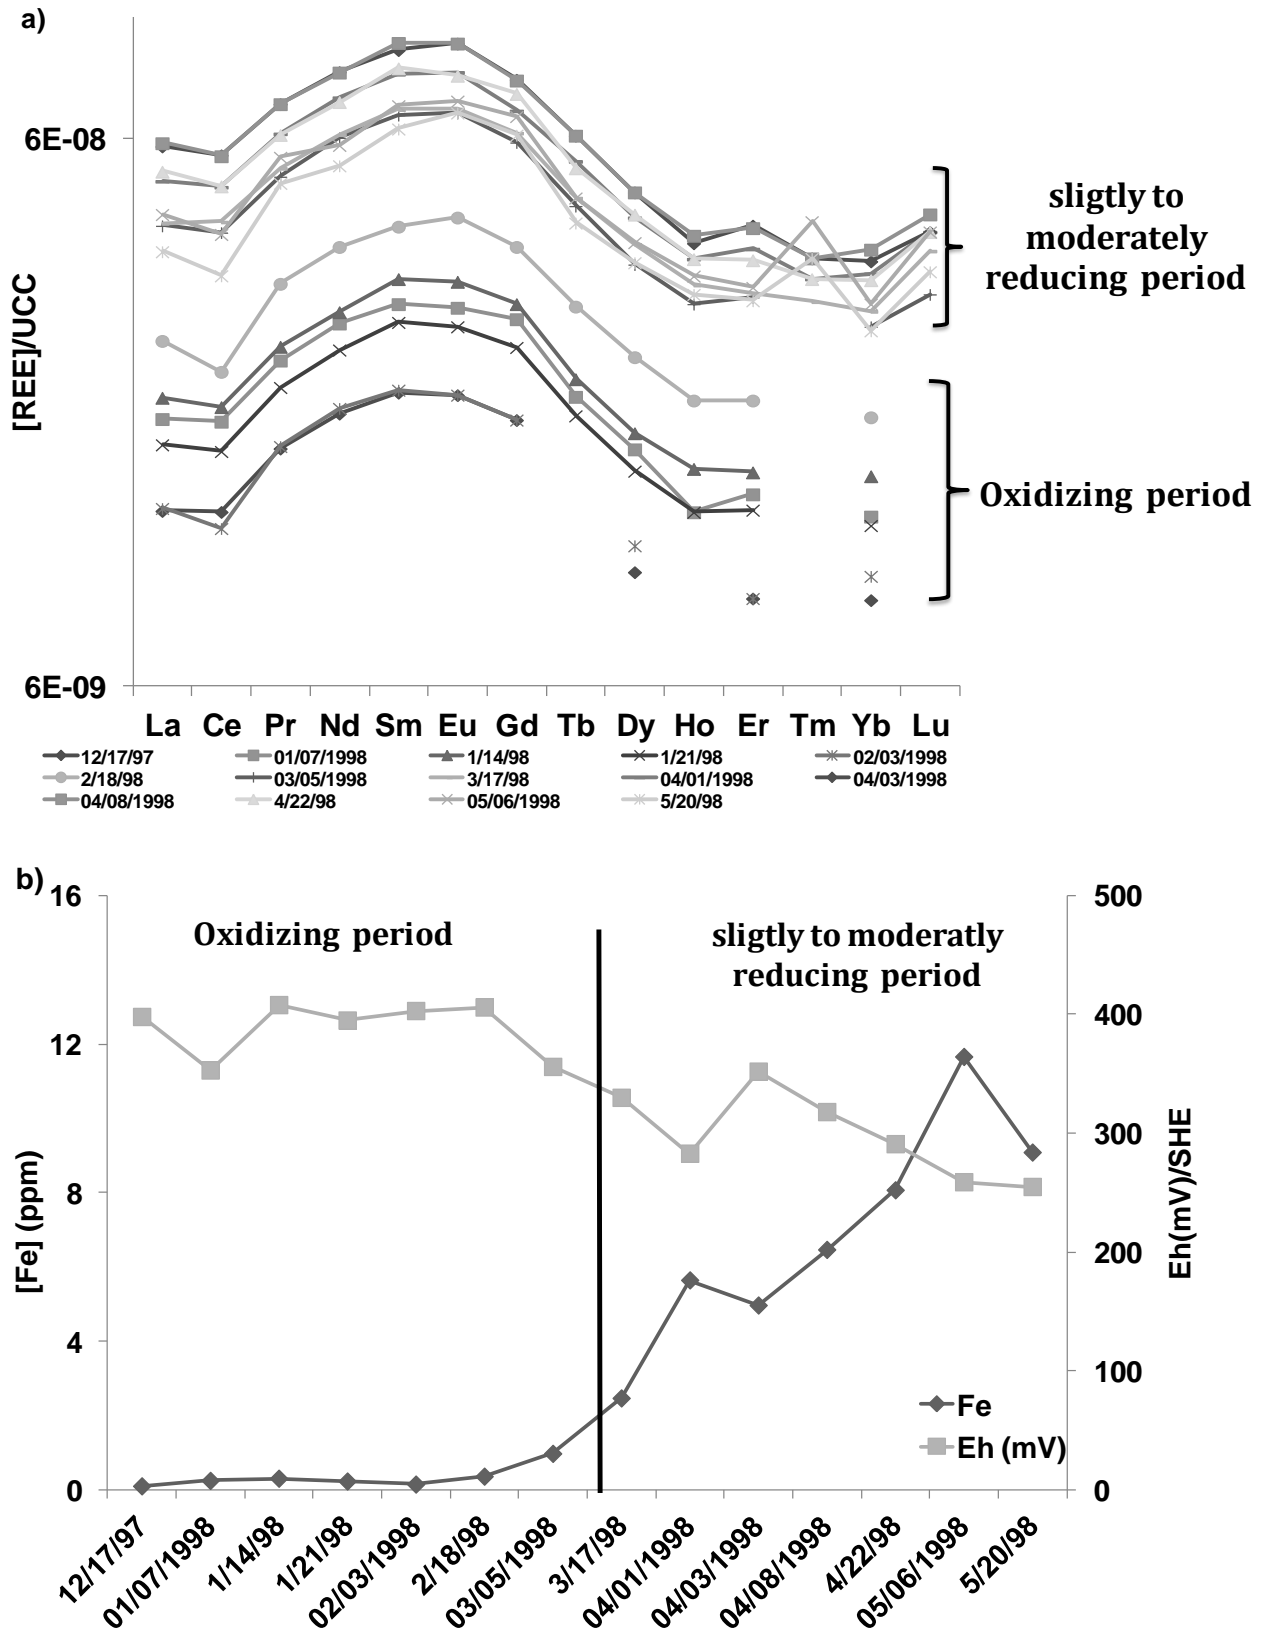 a)
6E-08
6E-09
[REE]/UCC
sligtly to
moderately
reducing period
Oxidizing period
La Ce Pr Nd Sm Eu Gd Tb Dy Ho Er Tm Yb Lu
12/17/97 01/07/1998 1/14/98 1/21/98 02/03/1998
2/18/98 03/05/1998 3/17/98 04/01/1998 04/03/1998
04/08/1998 4/22/98 05/06/1998 5/20/98
b)
16
12
8
4
0
[Fe] (ppm)
Oxidizing period
sligtly to moderatly
reducing period
500
400
300
200
100
0
Eh(mV)/SHE
Fe
Eh (mV)
12/17/97
01/07/1998
1/14/98
1/21/98
02/03/1998
2/18/98
03/05/1998
3/17/98
04/01/1998
04/03/1998
04/08/1998
4/22/98
05/06/1998
5/20/98